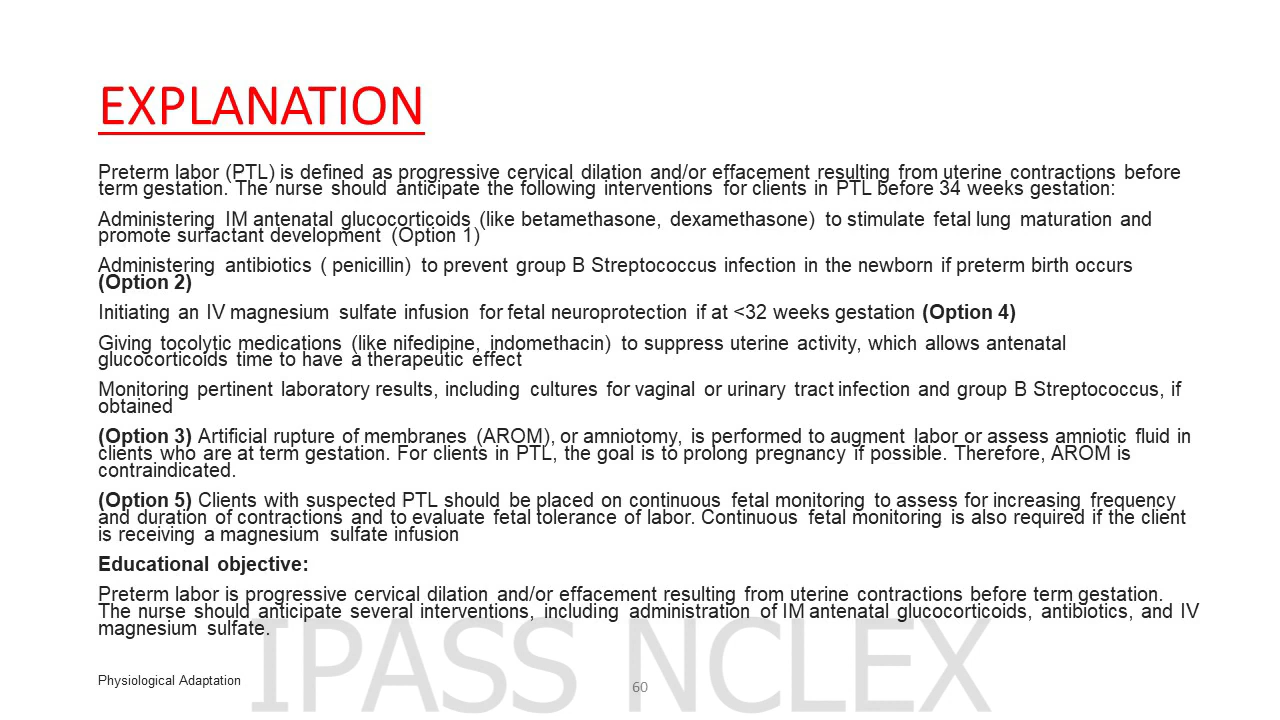 EXPLANATION
Preterm labor (PTL) is defined as progressive cervical dilation and/or effacement resulting from uterine contractions before
term gestation. The nurse should anticipate the following interventions for clients in PTL before 34 weeks gestation:
Administering IM antenatal glucocorticoids (like betamethasone, dexamethasone) to stimulate fetal lung maturation and
promote surfactant development (Option 1)
Administering antibiotics ( penicillin) to prevent group B Streptococcus infection in the newborn if preterm birth occurs
(Option 2)
Initiating an IV magnesium sulfate infusion for fetal neuroprotection if at <32 weeks gestation (Option 4)
Giving tocolytic medications (like nifedipine, indomethacin) to suppress uterine activity, which allows antenatal
glucocorticoids time to have a therapeutic effect
Monitoring pertinent laboratory results, including cultures for vaginal or urinary tract infection and group B Streptococcus, if
obtained
(Option 3) Artificial rupture of membranes (AROM), or amniotomy, is performed to augment labor or assess amniotic fluid in
clients who are at term gestation. For clients in PTL, the goal is to prolong pregnancy if possible. Therefore, AROM is
contraindicated.
(Option 5) Clients with suspected PTL should be placed on continuous fetal monitoring to assess for increasing frequency
and duration of contractions and to evaluate fetal tolerance of labor. Continuous fetal monitoring is also required if the client
is receiving a magnesium sulfate infusion
Educational objective:
Preterm labor is progressive cervical dilation and/or effacement resulting from uterine contractions before term gestation.
The nurse should anticipate several interventions, including administration of IM antenatal glucocorticoids, antibiotics, and IV
magnesium sulfate.
IPASS NCLEX
Physiological Adaptation
60